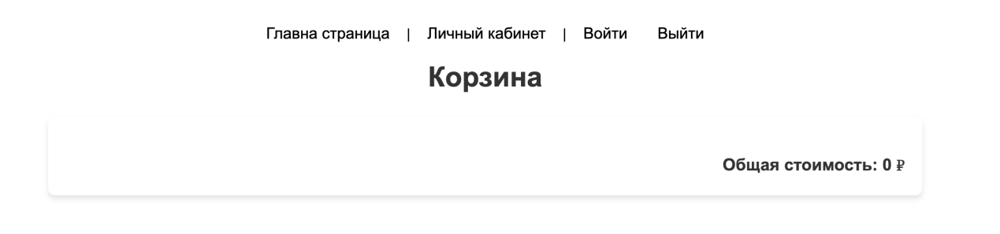 Главна страница | Личный кабинет | Войти Выйти
Корзина
Общая стоимость: 0 ₽